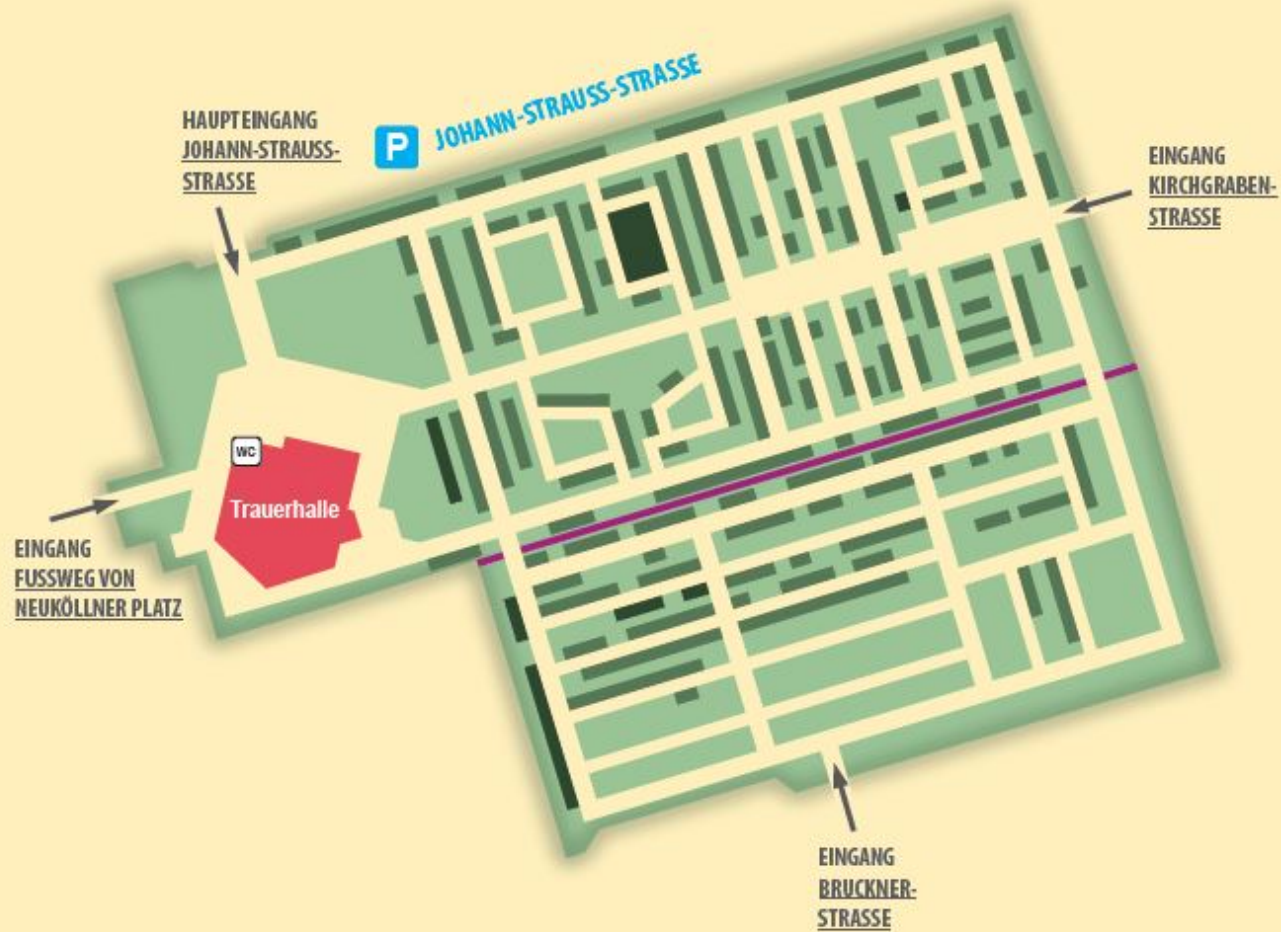 HAUPTEINGANG
JOHANN-STRAUSS-
STRASSE
P
JOHANN-STRAUSS-STRASSE
EINGANG
KIRCHGRABEN-
STRASSE
WC
Trauerhalle
EINGANG
FUSSWEG VON
NEUKÖLLNER PLATZ
EINGANG
BRUCKNER-
STRASSE